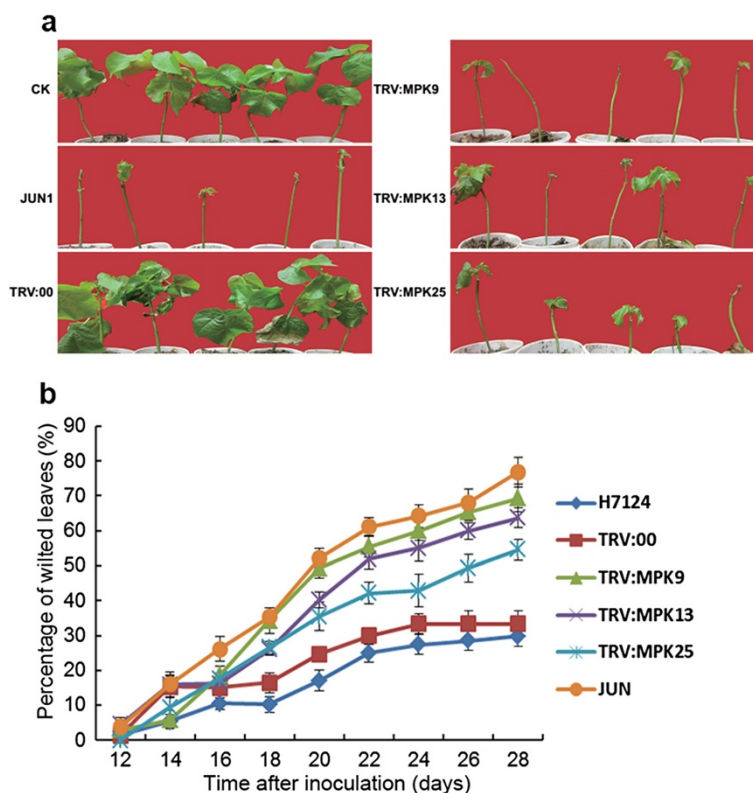 a
CK
TRV:MPK9
JUN1
TRV:MPK13
TRV:00
TRV:MPK25
b
Percentage of wilted leaves (%)
90
80
70
60
50
40
30
20
10
0
12 14 16 18 20 22 24 26 28
Time after inoculation (days)
H7124
TRV:00
TRV:MPK9
TRV:MPK13
TRV:MPK25
JUN